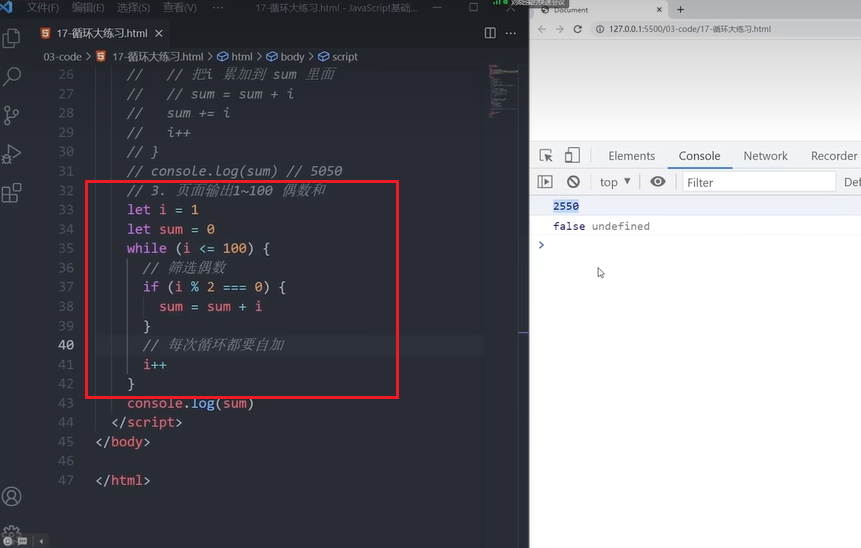 文件(F) 编辑(E) 选择(S) 查看(V) ··· 17-循环大练习.html - JavaScript基础...
17-循环大练习.html
03-code > 17-循环大练习.html > html > body > script
26 // // 把i 累加到 sum 里面
27 // // sum = sum + i
28 // sum += i
29 // i++
30 // }
31 // console.log(sum) // 5050
32 // 3. 页面输出1~100 偶数和
33 let i = 1
34 let sum = 0
35 while (i <= 100) {
36 // 筛选偶数
37 if (i % 2 === 0) {
38 sum = sum + i
39 }
40 // 每次循环都要自加
41 i++
42 }
43 console.log(sum)
44 </script>
45 </body>
46
47 </html>
的快速会议
Document
127.0.0.1:5500/03-code/17-循环大练习.html
Elements Console Network Recorder
top Filter Def
2550
false undefined